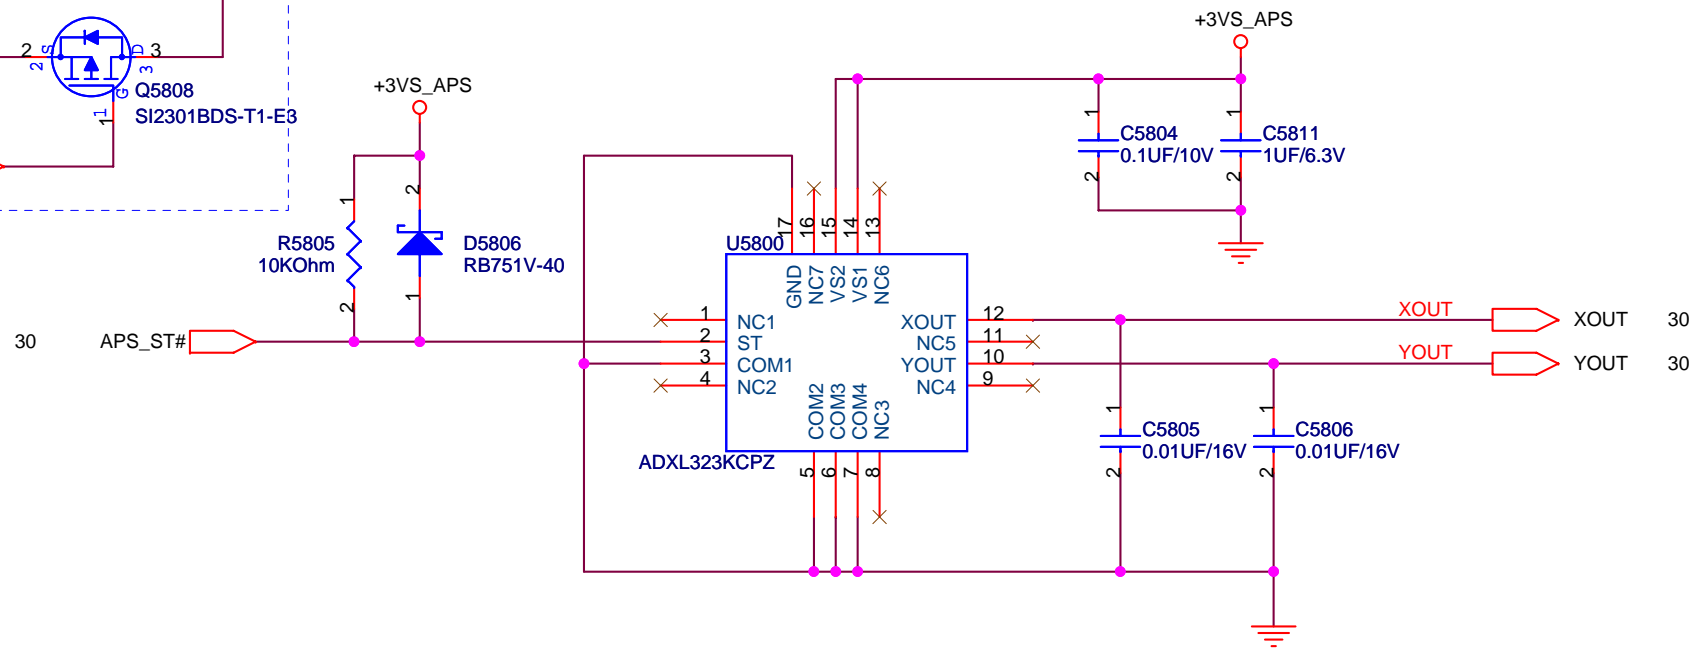 +3VS_APS
2 S D 3
2 3
G
Q5808
1
1
SI2301BDS-T1-E3
+3VS_APS
1 2
R5805
10KOhm
2 1
D5806
RB751V-40
1 1
C5804
0.1UF/10V
C5811
1UF/6.3V
2 2
17 16 15 14 13
U5800
GND NC7 VS2 VS1 NC6
30 APS_ST#
1 NC1
2 ST
3 COM1
4 NC2
XOUT 12
NC5 11
YOUT 10
NC4 9
XOUT XOUT 30
YOUT YOUT 30
COM2 COM3 COM4 NC3
ADXL323KCPZ
5 6 7 8
1 1
C5805
0.01UF/16V
C5806
0.01UF/16V
2 2